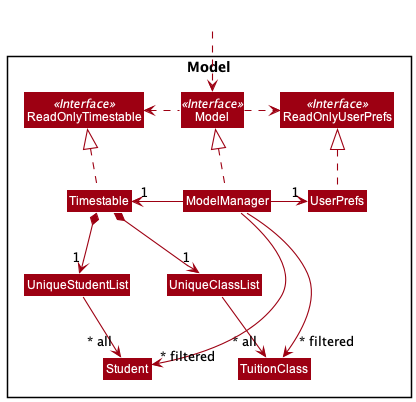 Model
«Interface»
ReadOnlyTimestable
«Interface»
Model
«Interface»
ReadOnlyUserPrefs
Timestable
1
ModelManager
1
UserPrefs
1
1
UniqueStudentList
UniqueClassList
* all
* filtered
* all
* filtered
Student
TuitionClass